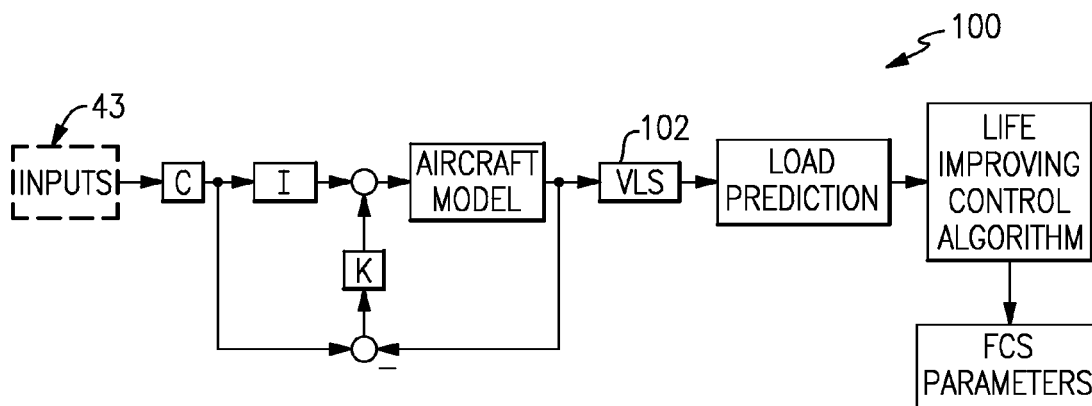 100
43
102
INPUTS
C
I
AIRCRAFT
MODEL
VLS
LOAD
PREDICTION
LIFE
IMPROVING
CONTROL
ALGORITHM
K
–
FCS
PARAMETERS